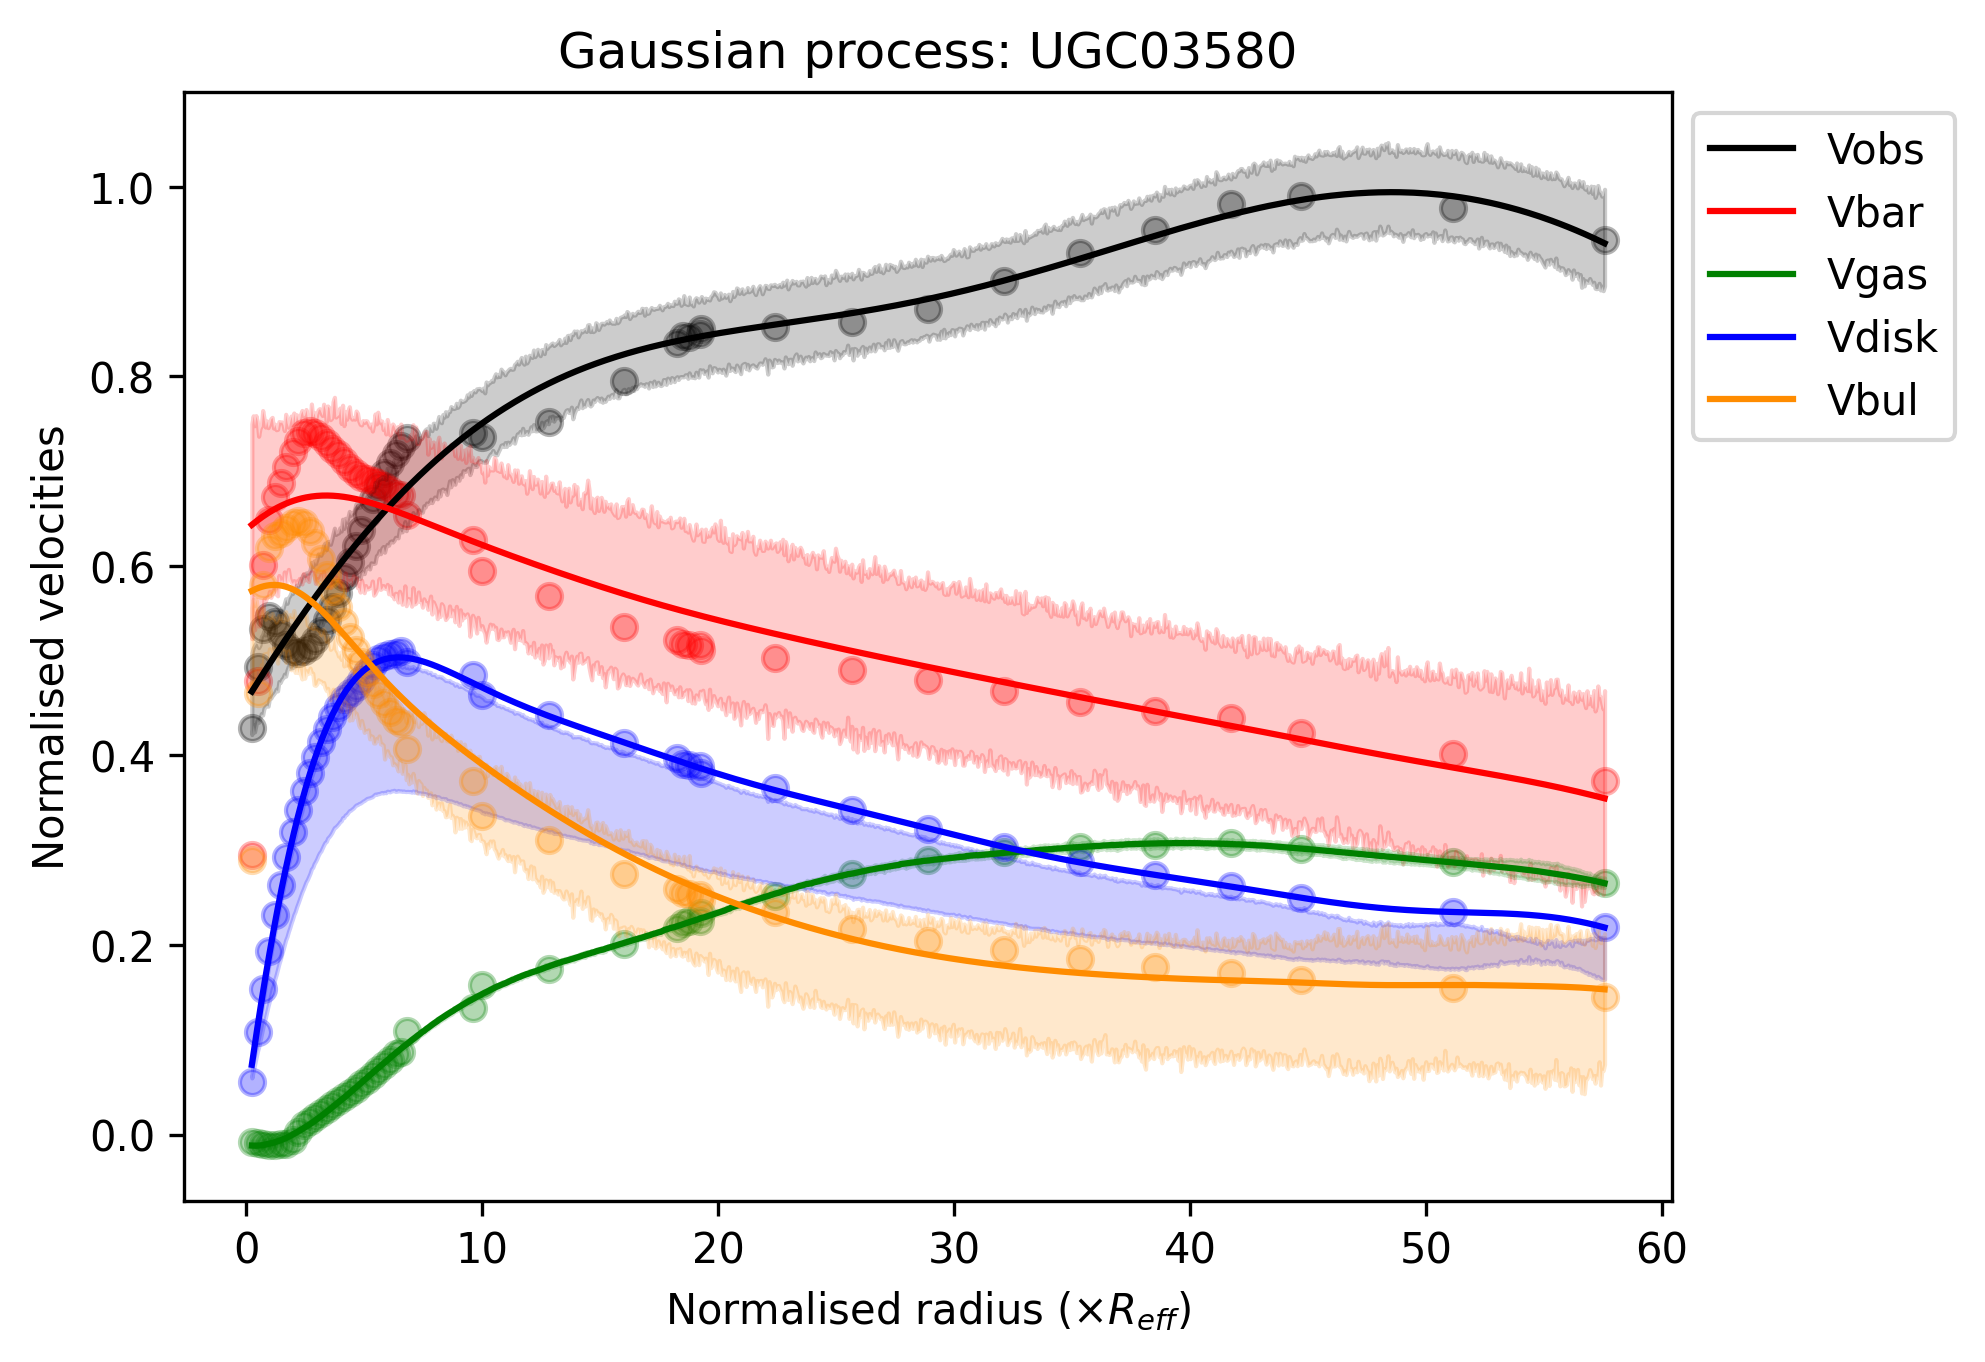 Gaussian process: UGC03580
Vobs
Vbar
Vgas
Vdisk
Vbul
Normalised velocities
1.0
0.8
0.6
0.4
0.2
0.0
0 10 20 30 40 50 60
Normalised radius (×R_eff)